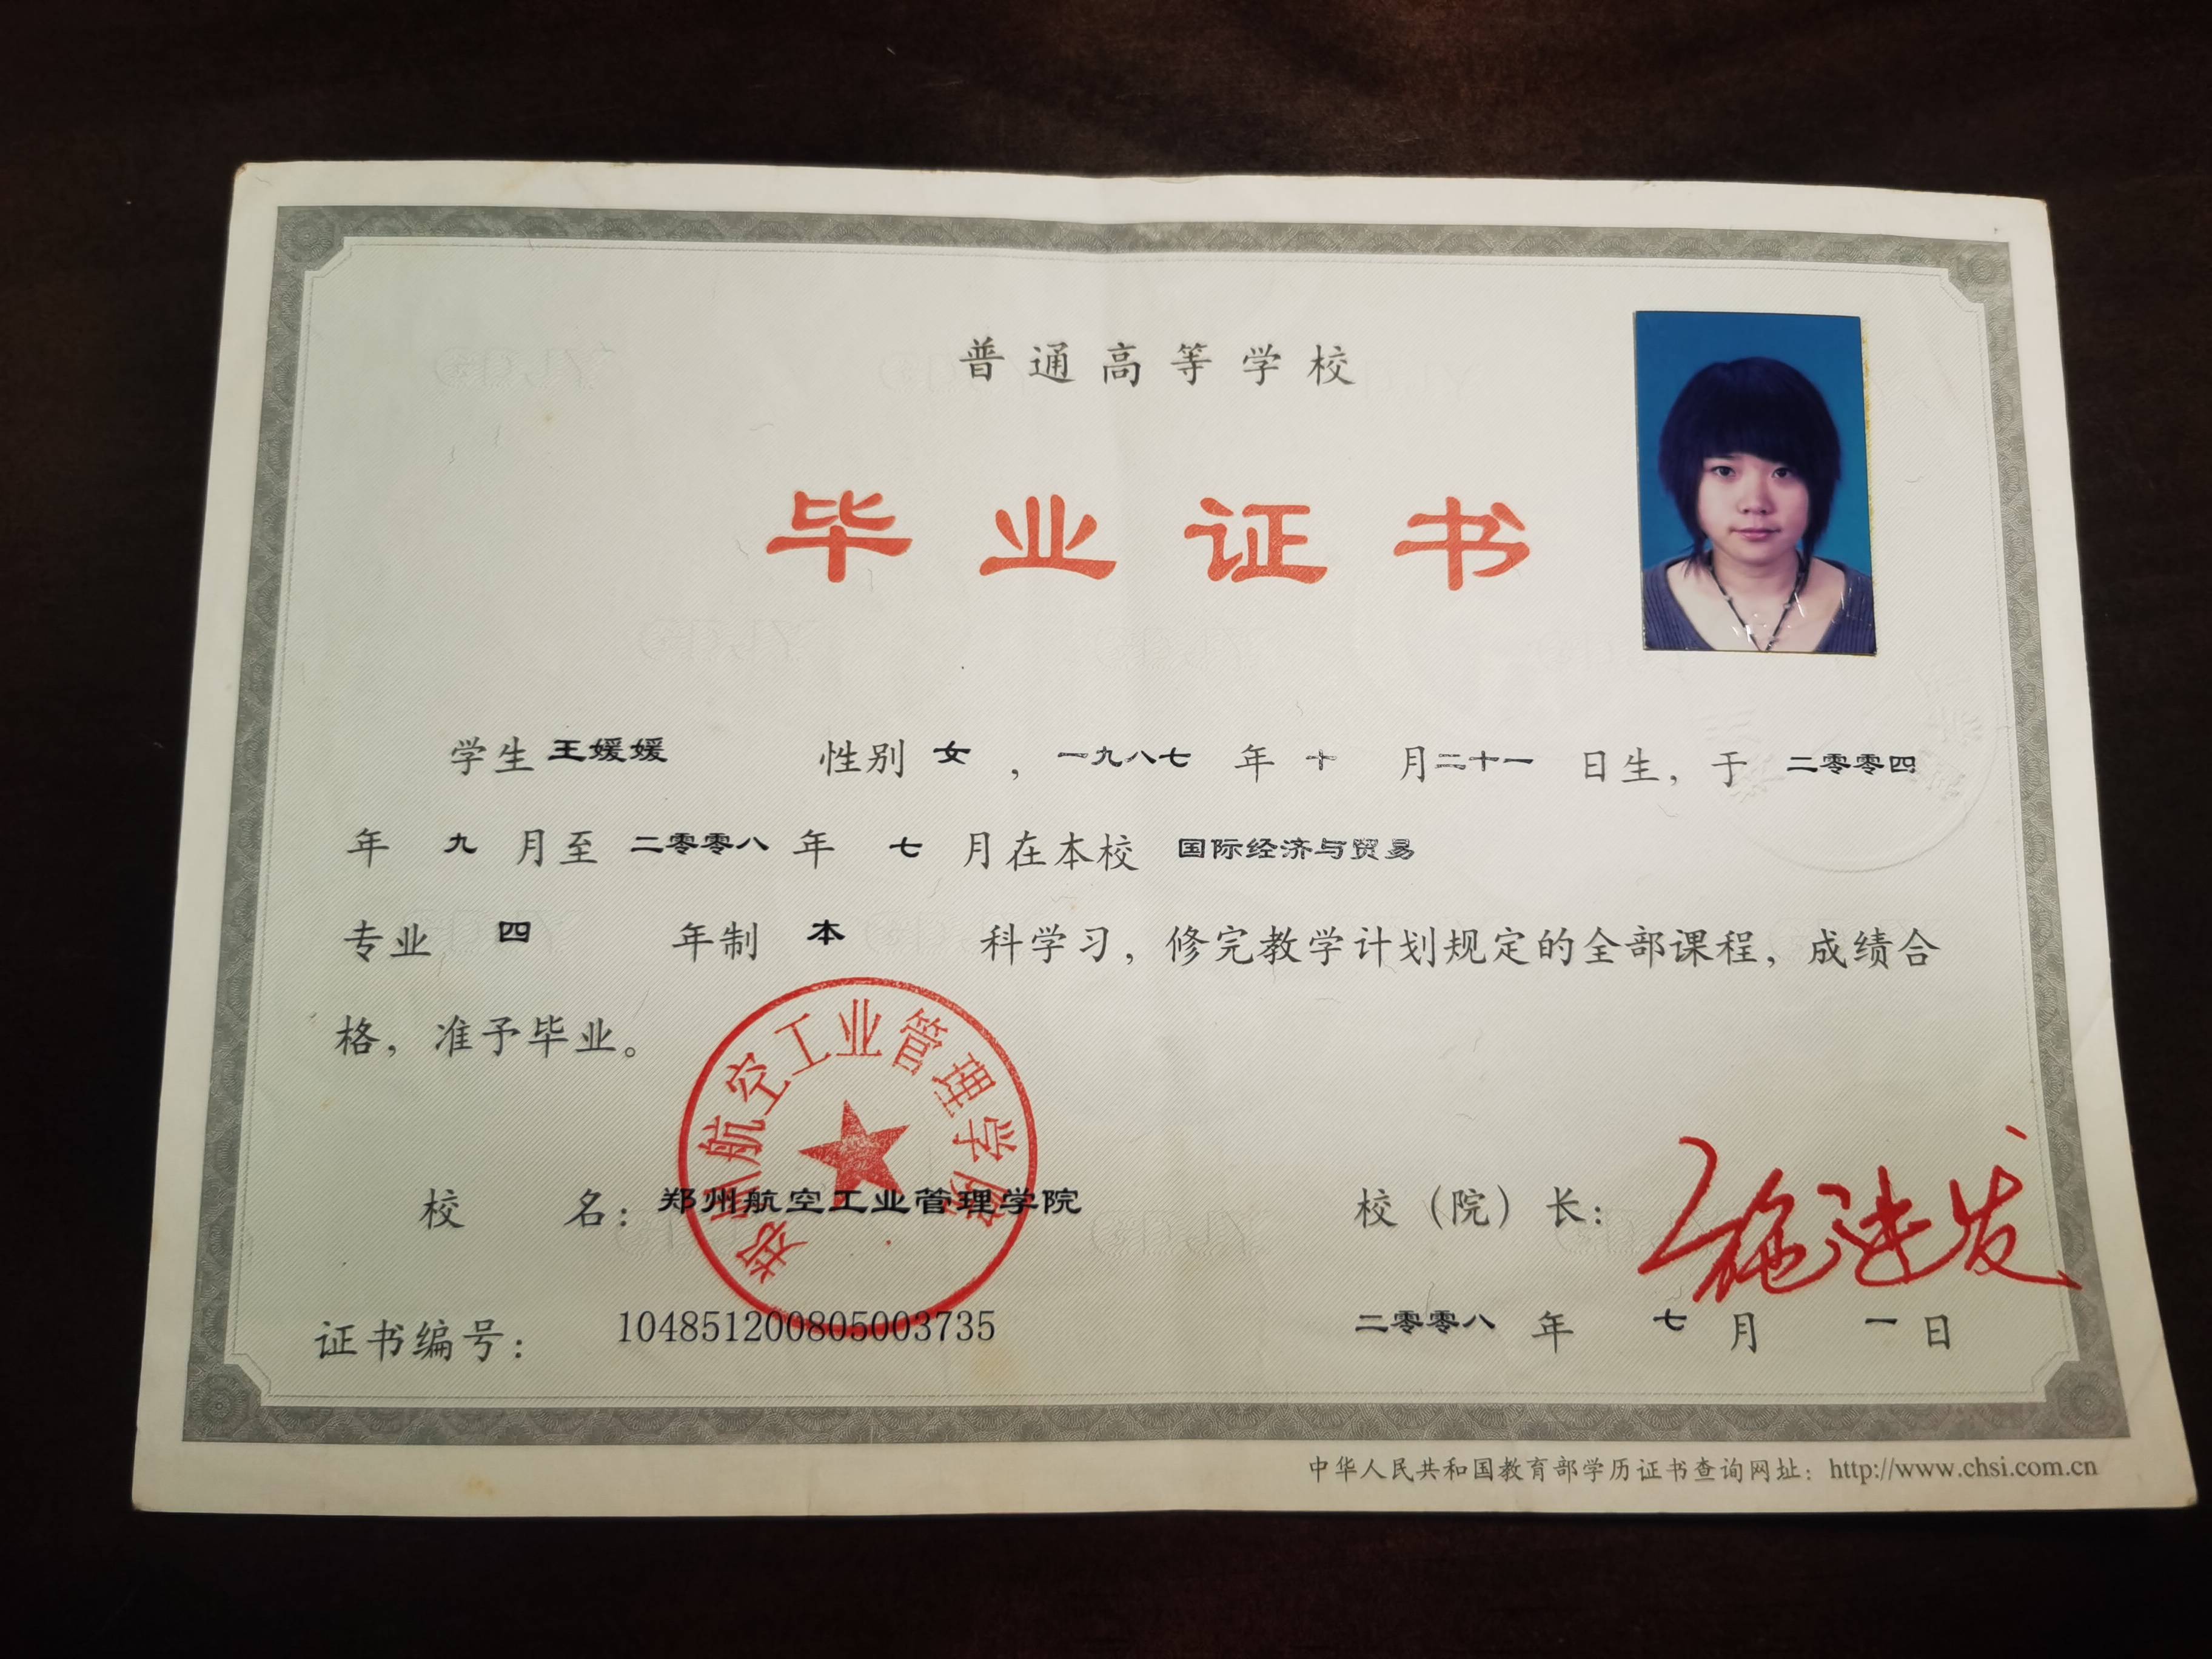 普通高等学校
毕业证书
学生 王媛媛 性别 女 ，一九八七 年 十 月二十一 日生，于 二零零四
年 九 月至 二零零八 年 七 月在本校 国际经济与贸易
专业 四 年制 本 科学习，修完教学计划规定的全部课程，成绩合
格，准予毕业。
郑州航空工业管理学院
校 名：郑州航空工业管理学院 校（院）长：
证书编号： 104851200805003735 二零零八 年 七 月 一 日
中华人民共和国教育部学历证书查询网址：http://www.chsi.com.cn